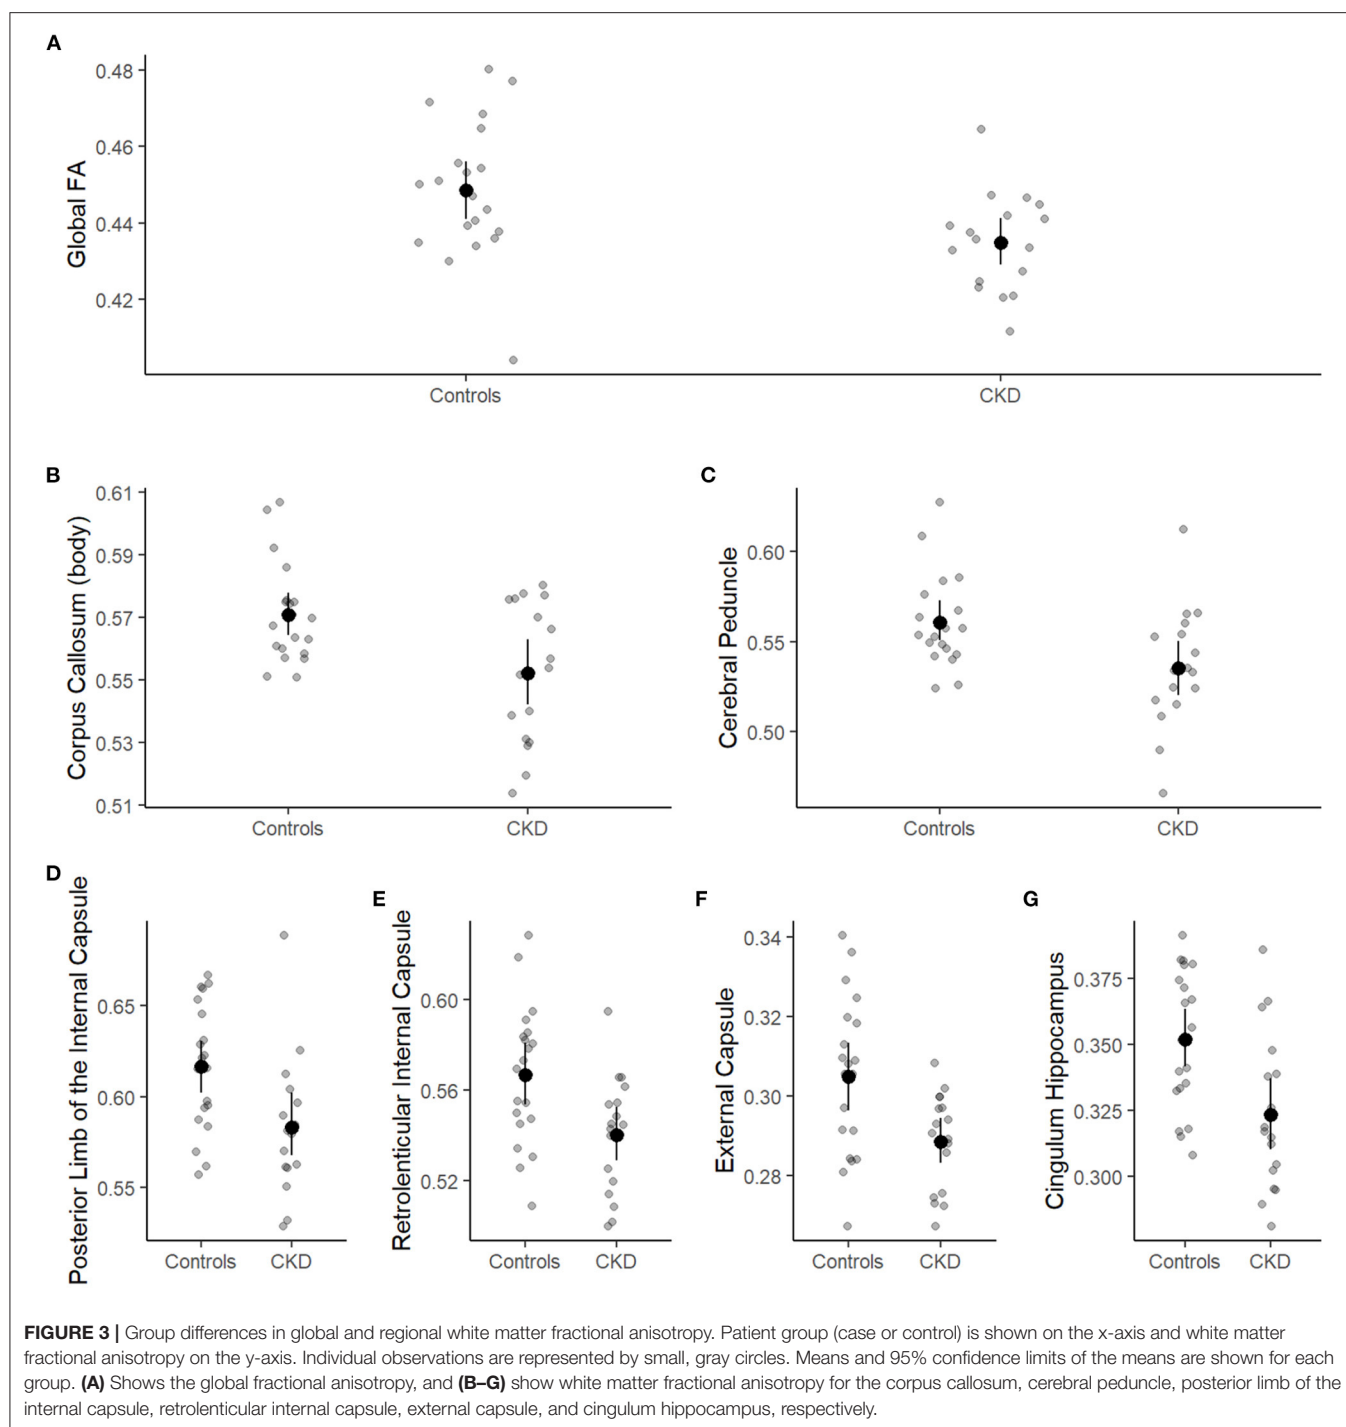 A
Global FA
0.48
0.46
0.44
0.42
Controls
CKD
B
Corpus Callosum (body)
0.61
0.59
0.57
0.55
0.53
0.51
Controls
CKD
C
Cerebral Peduncle
0.60
0.55
0.50
Controls
CKD
D
Posterior Limb of the Internal Capsule
0.65
0.60
0.55
Controls
CKD
E
Retrolenticular Internal Capsule
0.60
0.56
0.52
Controls
CKD
F
External Capsule
0.34
0.32
0.30
0.28
Controls
CKD
G
Cingulum Hippocampus
0.375
0.350
0.325
0.300
Controls
CKD
FIGURE 3 | Group differences in global and regional white matter fractional anisotropy. Patient group (case or control) is shown on the x-axis and white matter
fractional anisotropy on the y-axis. Individual observations are represented by small, gray circles. Means and 95% confidence limits of the means are shown for each
group. (A) Shows the global fractional anisotropy, and (B–G) show white matter fractional anisotropy for the corpus callosum, cerebral peduncle, posterior limb of the
internal capsule, retrolenticular internal capsule, external capsule, and cingulum hippocampus, respectively.